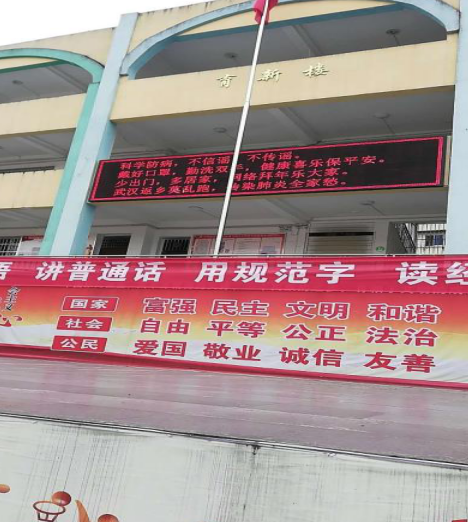 育新楼
科学防病，不信谣，不传谣。
戴好口罩，勤洗双手，健康喜乐保平安。
少出门，多居家，网络拜年乐大家。
武汉返乡莫乱跑，传染肺炎全家愁。
语 讲普通话 用规范字 读经
国家 富强 民主 文明 和谐
社会 自由 平等 公正 法治
公民 爱国 敬业 诚信 友善